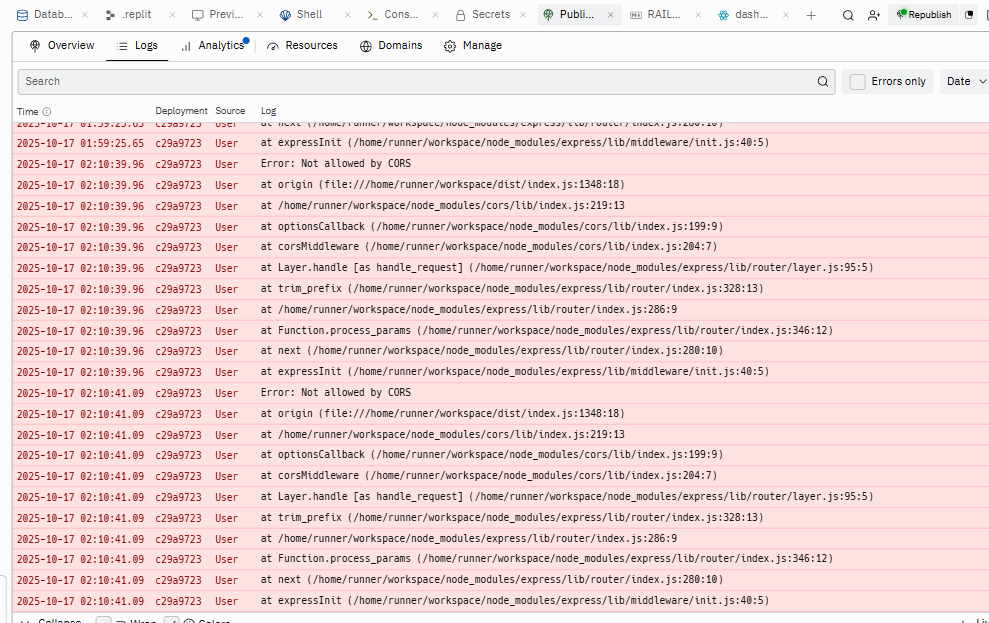 Datab... × .replit × Previ... × Shell × Cons... × Secrets × Publi... × RAIL... × dash... × + Republish
Overview Logs Analytics Resources Domains Manage
Search Errors only Date
Time Deployment Source Log
2025-10-17 01:59:25.65 c29a9723 User at next (/home/runner/workspace/node_modules/express/lib/router/index.js:280:10)
2025-10-17 01:59:25.65 c29a9723 User at expressInit (/home/runner/workspace/node_modules/express/lib/middleware/init.js:40:5)
2025-10-17 02:10:39.96 c29a9723 User Error: Not allowed by CORS
2025-10-17 02:10:39.96 c29a9723 User at origin (file:///home/runner/workspace/dist/index.js:1348:18)
2025-10-17 02:10:39.96 c29a9723 User at /home/runner/workspace/node_modules/cors/lib/index.js:219:13
2025-10-17 02:10:39.96 c29a9723 User at optionsCallback (/home/runner/workspace/node_modules/cors/lib/index.js:199:9)
2025-10-17 02:10:39.96 c29a9723 User at corsMiddleware (/home/runner/workspace/node_modules/cors/lib/index.js:204:7)
2025-10-17 02:10:39.96 c29a9723 User at Layer.handle [as handle_request] (/home/runner/workspace/node_modules/express/lib/router/layer.js:95:5)
2025-10-17 02:10:39.96 c29a9723 User at trim_prefix (/home/runner/workspace/node_modules/express/lib/router/index.js:328:13)
2025-10-17 02:10:39.96 c29a9723 User at /home/runner/workspace/node_modules/express/lib/router/index.js:286:9
2025-10-17 02:10:39.96 c29a9723 User at Function.process_params (/home/runner/workspace/node_modules/express/lib/router/index.js:346:12)
2025-10-17 02:10:39.96 c29a9723 User at next (/home/runner/workspace/node_modules/express/lib/router/index.js:280:10)
2025-10-17 02:10:39.96 c29a9723 User at expressInit (/home/runner/workspace/node_modules/express/lib/middleware/init.js:40:5)
2025-10-17 02:10:41.09 c29a9723 User Error: Not allowed by CORS
2025-10-17 02:10:41.09 c29a9723 User at origin (file:///home/runner/workspace/dist/index.js:1348:18)
2025-10-17 02:10:41.09 c29a9723 User at /home/runner/workspace/node_modules/cors/lib/index.js:219:13
2025-10-17 02:10:41.09 c29a9723 User at optionsCallback (/home/runner/workspace/node_modules/cors/lib/index.js:199:9)
2025-10-17 02:10:41.09 c29a9723 User at corsMiddleware (/home/runner/workspace/node_modules/cors/lib/index.js:204:7)
2025-10-17 02:10:41.09 c29a9723 User at Layer.handle [as handle_request] (/home/runner/workspace/node_modules/express/lib/router/layer.js:95:5)
2025-10-17 02:10:41.09 c29a9723 User at trim_prefix (/home/runner/workspace/node_modules/express/lib/router/index.js:328:13)
2025-10-17 02:10:41.09 c29a9723 User at /home/runner/workspace/node_modules/express/lib/router/index.js:286:9
2025-10-17 02:10:41.09 c29a9723 User at Function.process_params (/home/runner/workspace/node_modules/express/lib/router/index.js:346:12)
2025-10-17 02:10:41.09 c29a9723 User at next (/home/runner/workspace/node_modules/express/lib/router/index.js:280:10)
2025-10-17 02:10:41.09 c29a9723 User at expressInit (/home/runner/workspace/node_modules/express/lib/middleware/init.js:40:5)
Collapse Wrap Colors